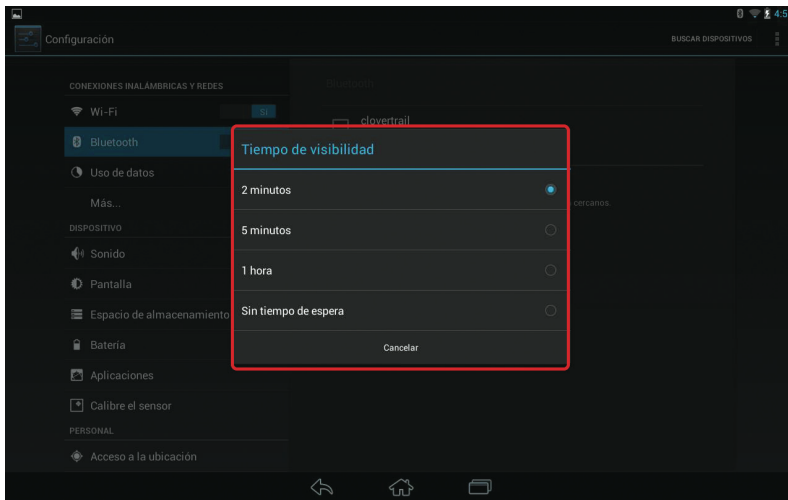 4:5
Configuración
BUSCAR DISPOSITIVOS
CONEXIONES INALÁMBRICAS Y REDES
Bluetooth
Wi-Fi
SÍ
clovertrail
Bluetooth
Uso de datos
Más...
cercanos.
DISPOSITIVO
Sonido
Pantalla
Espacio de almacenamiento
Batería
Aplicaciones
Calibre el sensor
PERSONAL
Acceso a la ubicación
Tiempo de visibilidad
2 minutos
5 minutos
1 hora
Sin tiempo de espera
Cancelar